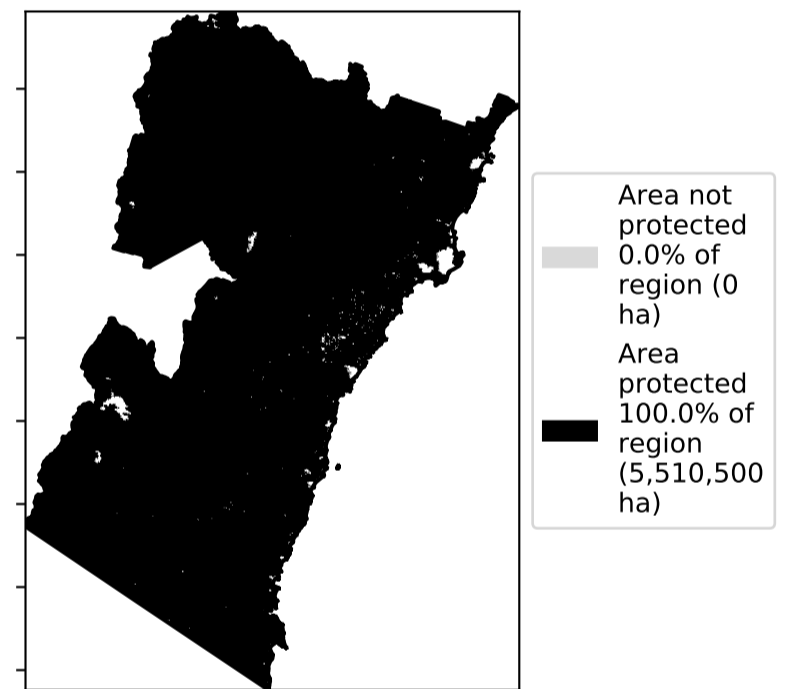 Area not
protected
0.0% of
region (0
ha)
Area
protected
100.0% of
region
(5,510,500
ha)